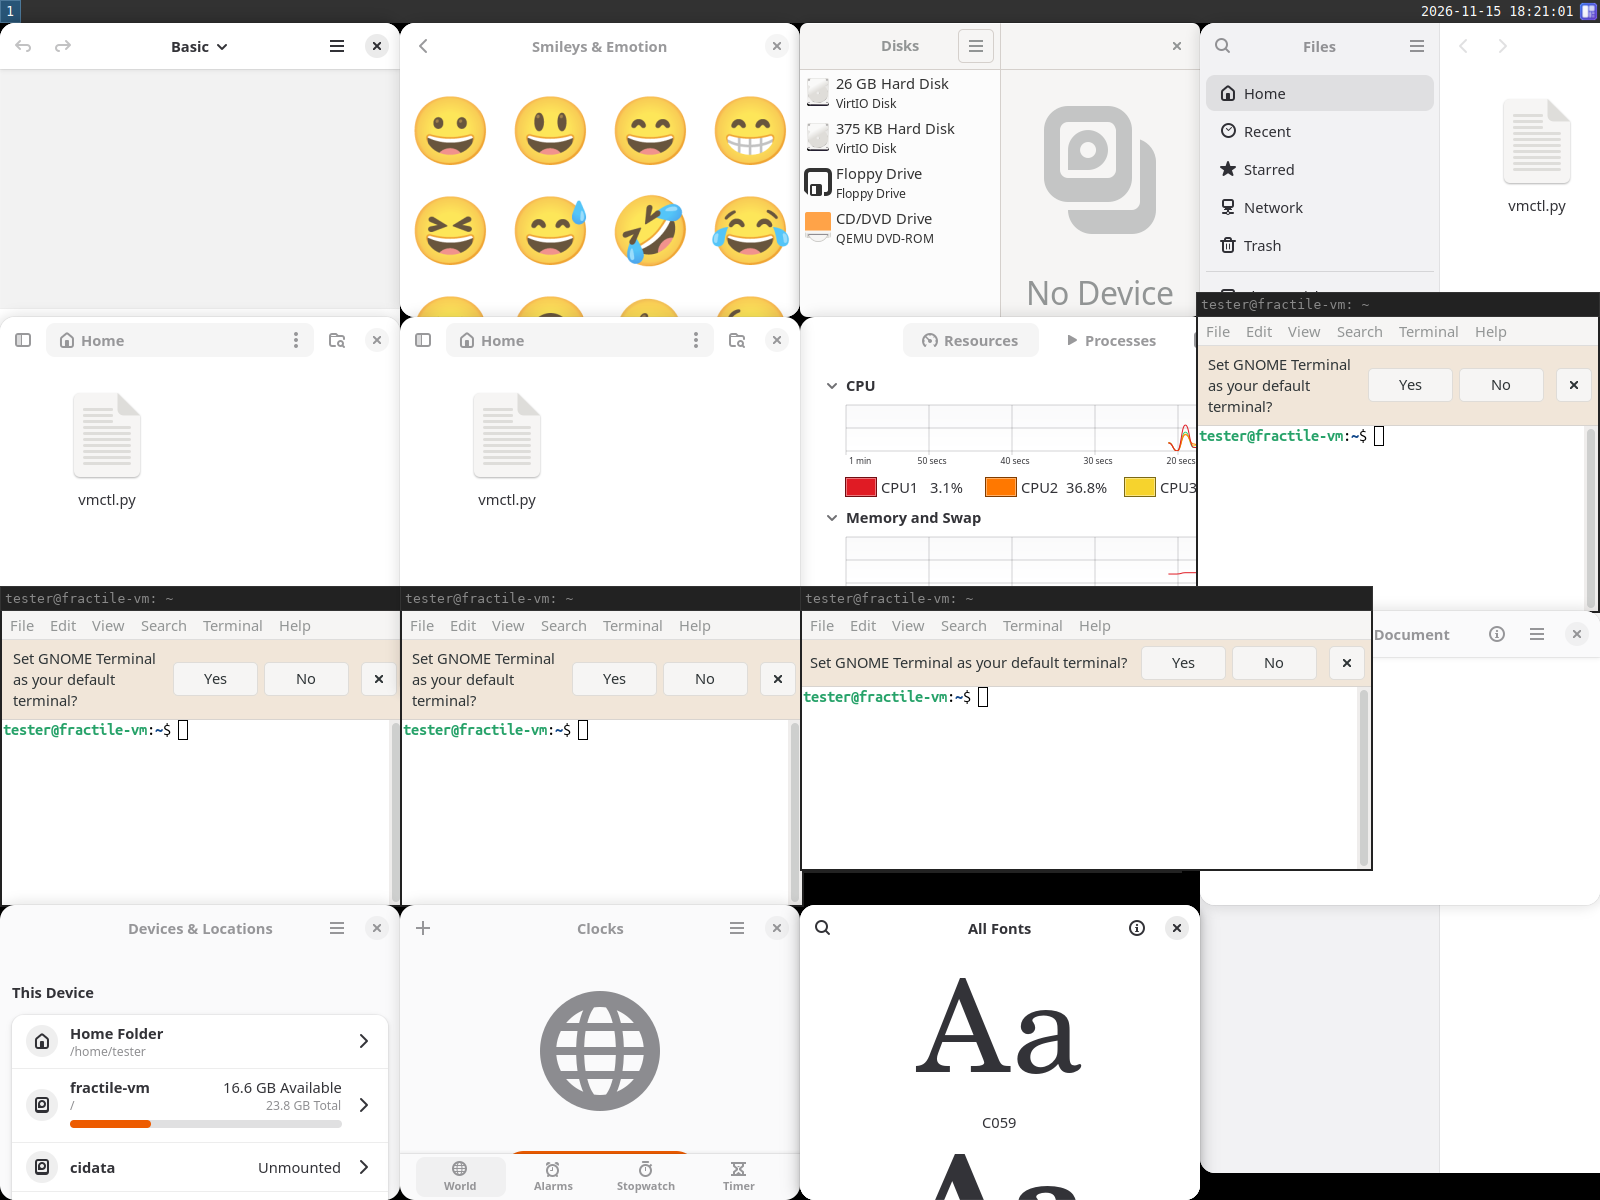 1
2026-11-15 18:21:01
Basic
Smileys & Emotion
Disks
26 GB Hard Disk
VirtIO Disk
375 KB Hard Disk
VirtIO Disk
Floppy Drive
Floppy Drive
CD/DVD Drive
QEMU DVD-ROM
No Device
Files
Home
Recent
Starred
Network
Trash
vmctl.py
Home
vmctl.py
Home
vmctl.py
Resources
Processes
CPU
1 min 50 secs 40 secs 30 secs 20 secs
CPU1 3.1% CPU2 36.8% CPU3
Memory and Swap
tester@fractile-vm: ~
File Edit View Search Terminal Help
Set GNOME Terminal
as your default
terminal?
Yes
No
tester@fractile-vm:~$
tester@fractile-vm: ~
File Edit View Search Terminal Help
Set GNOME Terminal
as your default
terminal?
Yes
No
tester@fractile-vm:~$
tester@fractile-vm: ~
File Edit View Search Terminal Help
Set GNOME Terminal
as your default
terminal?
Yes
No
tester@fractile-vm:~$
tester@fractile-vm: ~
File Edit View Search Terminal Help
Set GNOME Terminal as your default terminal?
Yes
No
tester@fractile-vm:~$
Document
Devices & Locations
This Device
Home Folder
/home/tester
fractile-vm
16.6 GB Available
/
23.8 GB Total
cidata
Unmounted
Clocks
World
Alarms
Stopwatch
Timer
All Fonts
Aa
C059
Aa